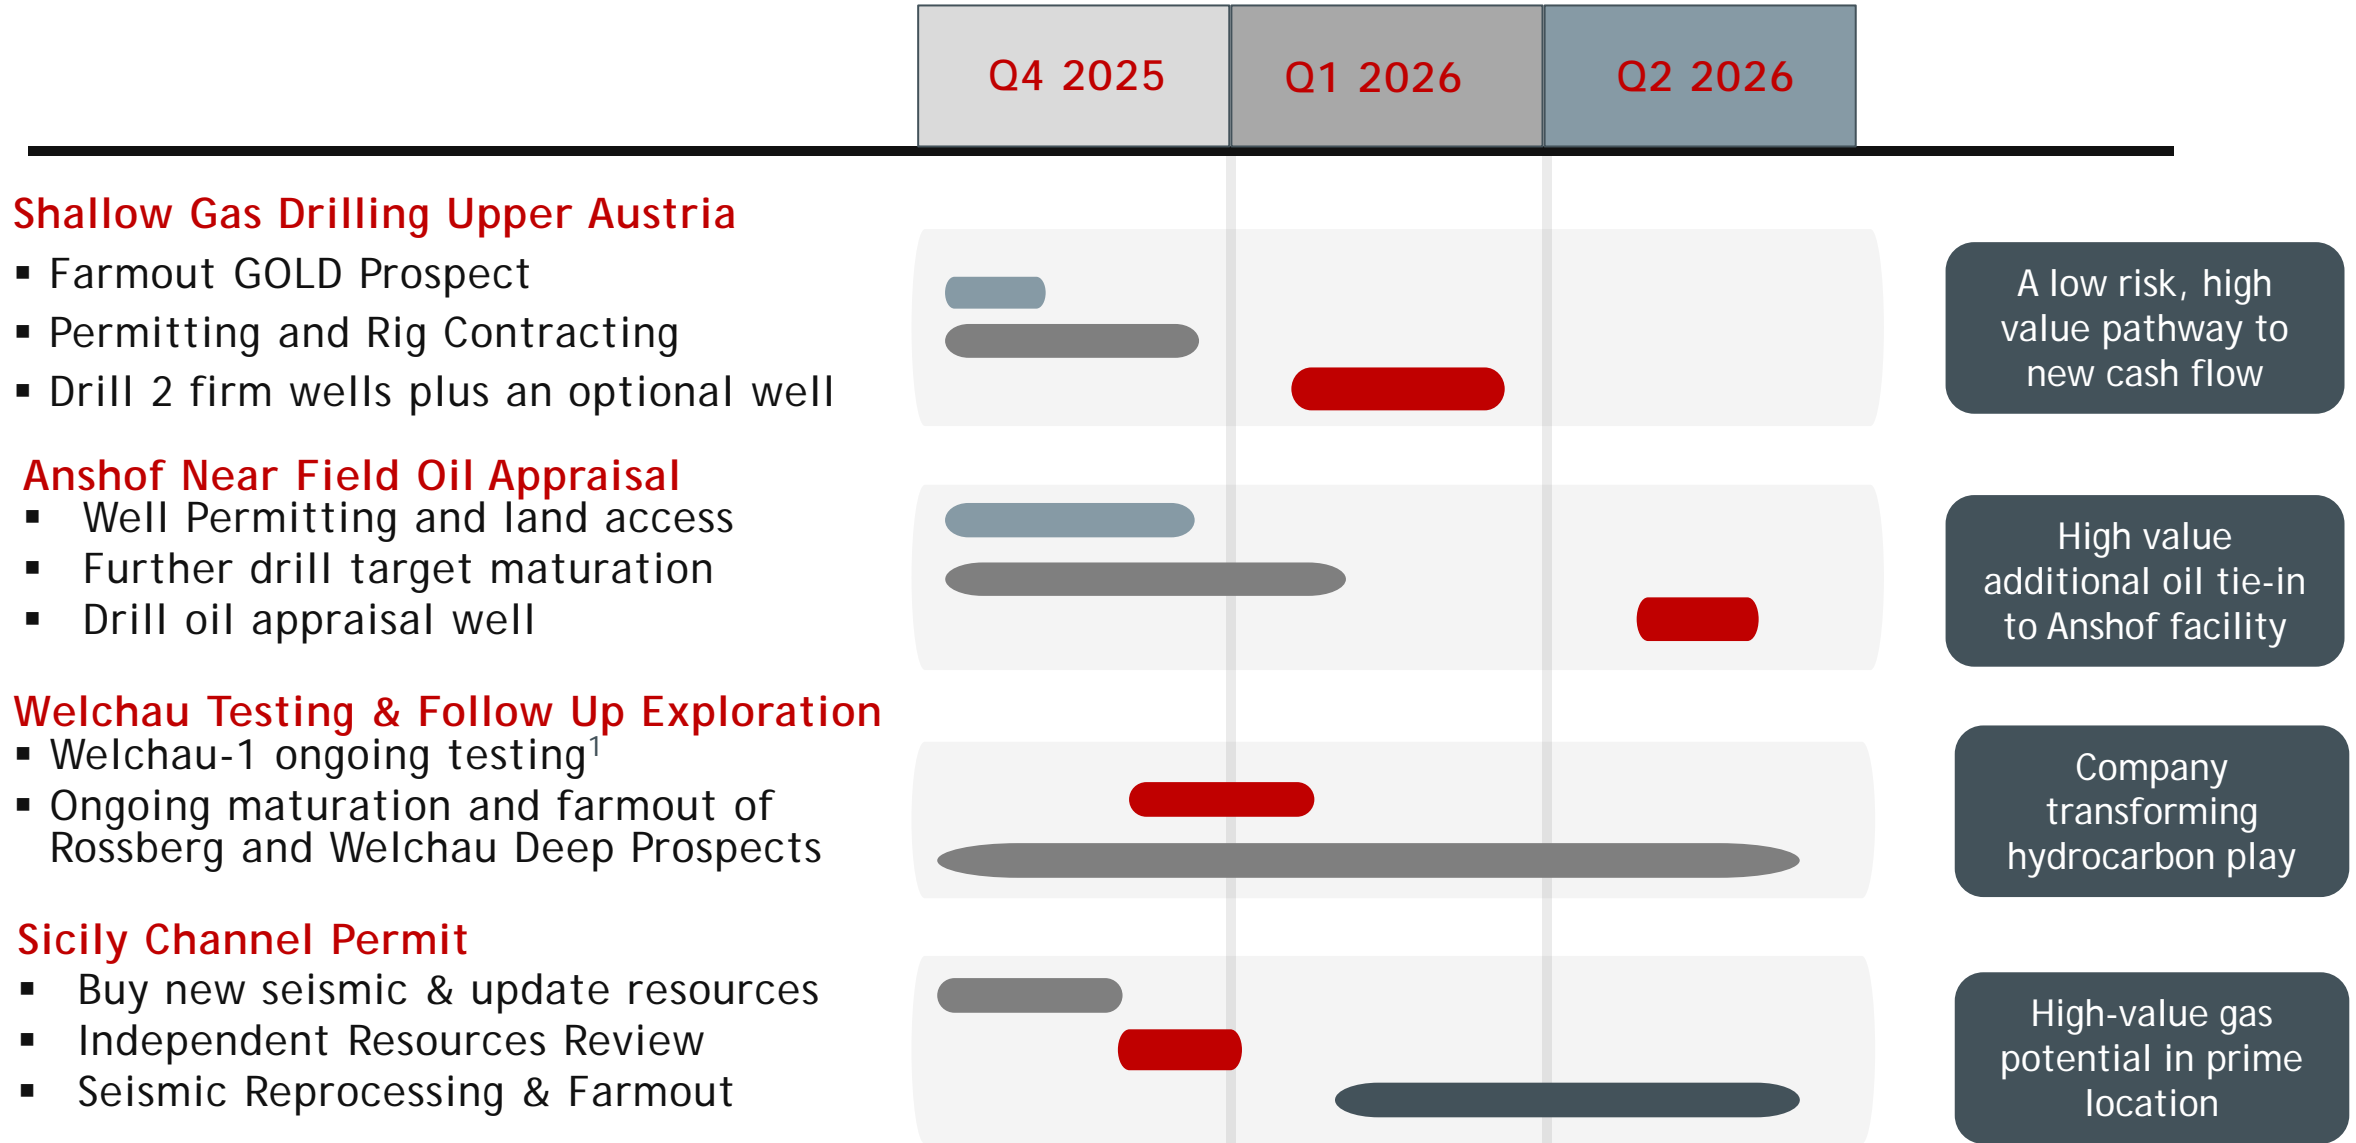 Q4 2025
Q1 2026
Q2 2026
Shallow Gas Drilling Upper Austria
▪ Farmout GOLD Prospect
▪ Permitting and Rig Contracting
▪ Drill 2 firm wells plus an optional well
A low risk, high
value pathway to
new cash flow
Anshof Near Field Oil Appraisal
▪ Well Permitting and land access
▪ Further drill target maturation
▪ Drill oil appraisal well
High value
additional oil tie-in
to Anshof facility
Welchau Testing & Follow Up Exploration
▪ Welchau-1 ongoing testing¹
▪ Ongoing maturation and farmout of
Rossberg and Welchau Deep Prospects
Company
transforming
hydrocarbon play
Sicily Channel Permit
▪ Buy new seismic & update resources
▪ Independent Resources Review
▪ Seismic Reprocessing & Farmout
High-value gas
potential in prime
location